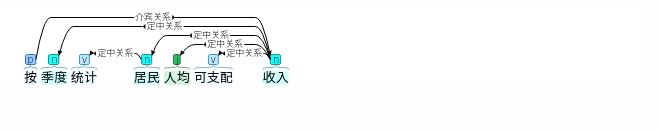 介宾关系
定中关系
定中关系
定中关系
定中关系 定中关系
p n v n j v n
按 季度 统计 居民 人均 可支配 收入